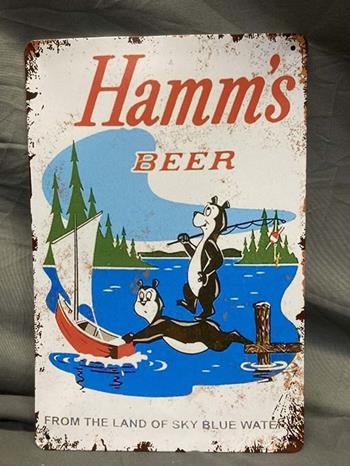 Hamm's
BEER
FROM THE LAND OF SKY BLUE WATER